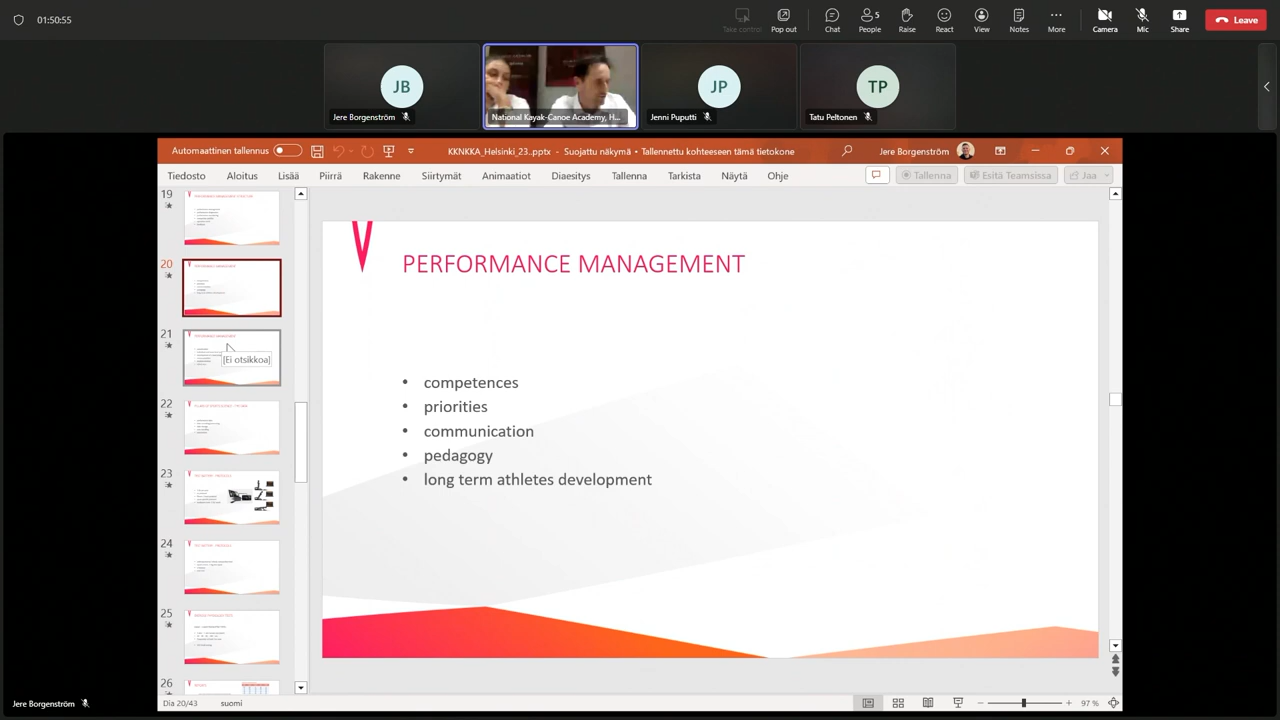 01:50:55
Take control
Pop out
Chat
5
People
Raise
React
View
Notes
More
Camera
Mic
Share
Leave
JB
Jere Borgenström
National Kayak-Canoe Academy, H...
JP
Jenni Puputti
TP
Tatu Peltonen
Automaattinen tallennus
KKNKKA_Helsinki_23..pptx • Suojattu näkymä • Tallennettu kohteeseen tämä tietokone
Jere Borgenström
Tiedosto Aloitus Lisää Piirrä Rakenne Siirtymät Animaatiot Diaesitys Tallenna Tarkista Näytä Ohje
Tallenna
Esitä Teamsissa
Jaa
19
20
21
[Ei otsikkoa]
22
23
24
25
26
PERFORMANCE MANAGEMENT
• competences
• priorities
• communication
• pedagogy
• long term athletes development
Dia 20/43
suomi
97 %
Jere Borgenström